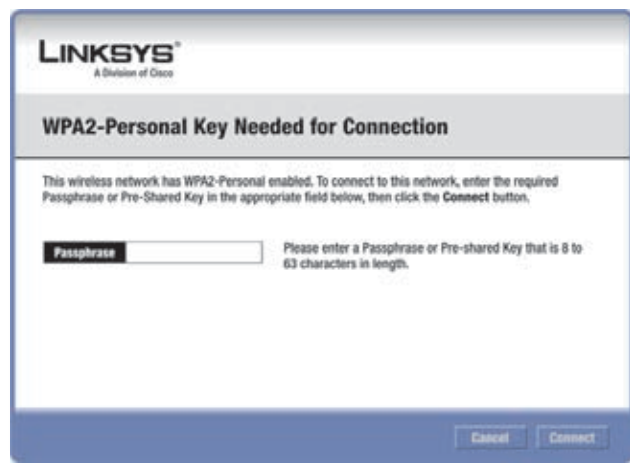 LINKSYS®
A Division of Cisco
WPA2-Personal Key Needed for Connection
This wireless network has WPA2-Personal enabled. To connect to this network, enter the required
Passphrase or Pre-Shared Key in the appropriate field below, then click the Connect button.
Passphrase
Please enter a Passphrase or Pre-shared Key that is 8 to
63 characters in length.
Cancel
Connect